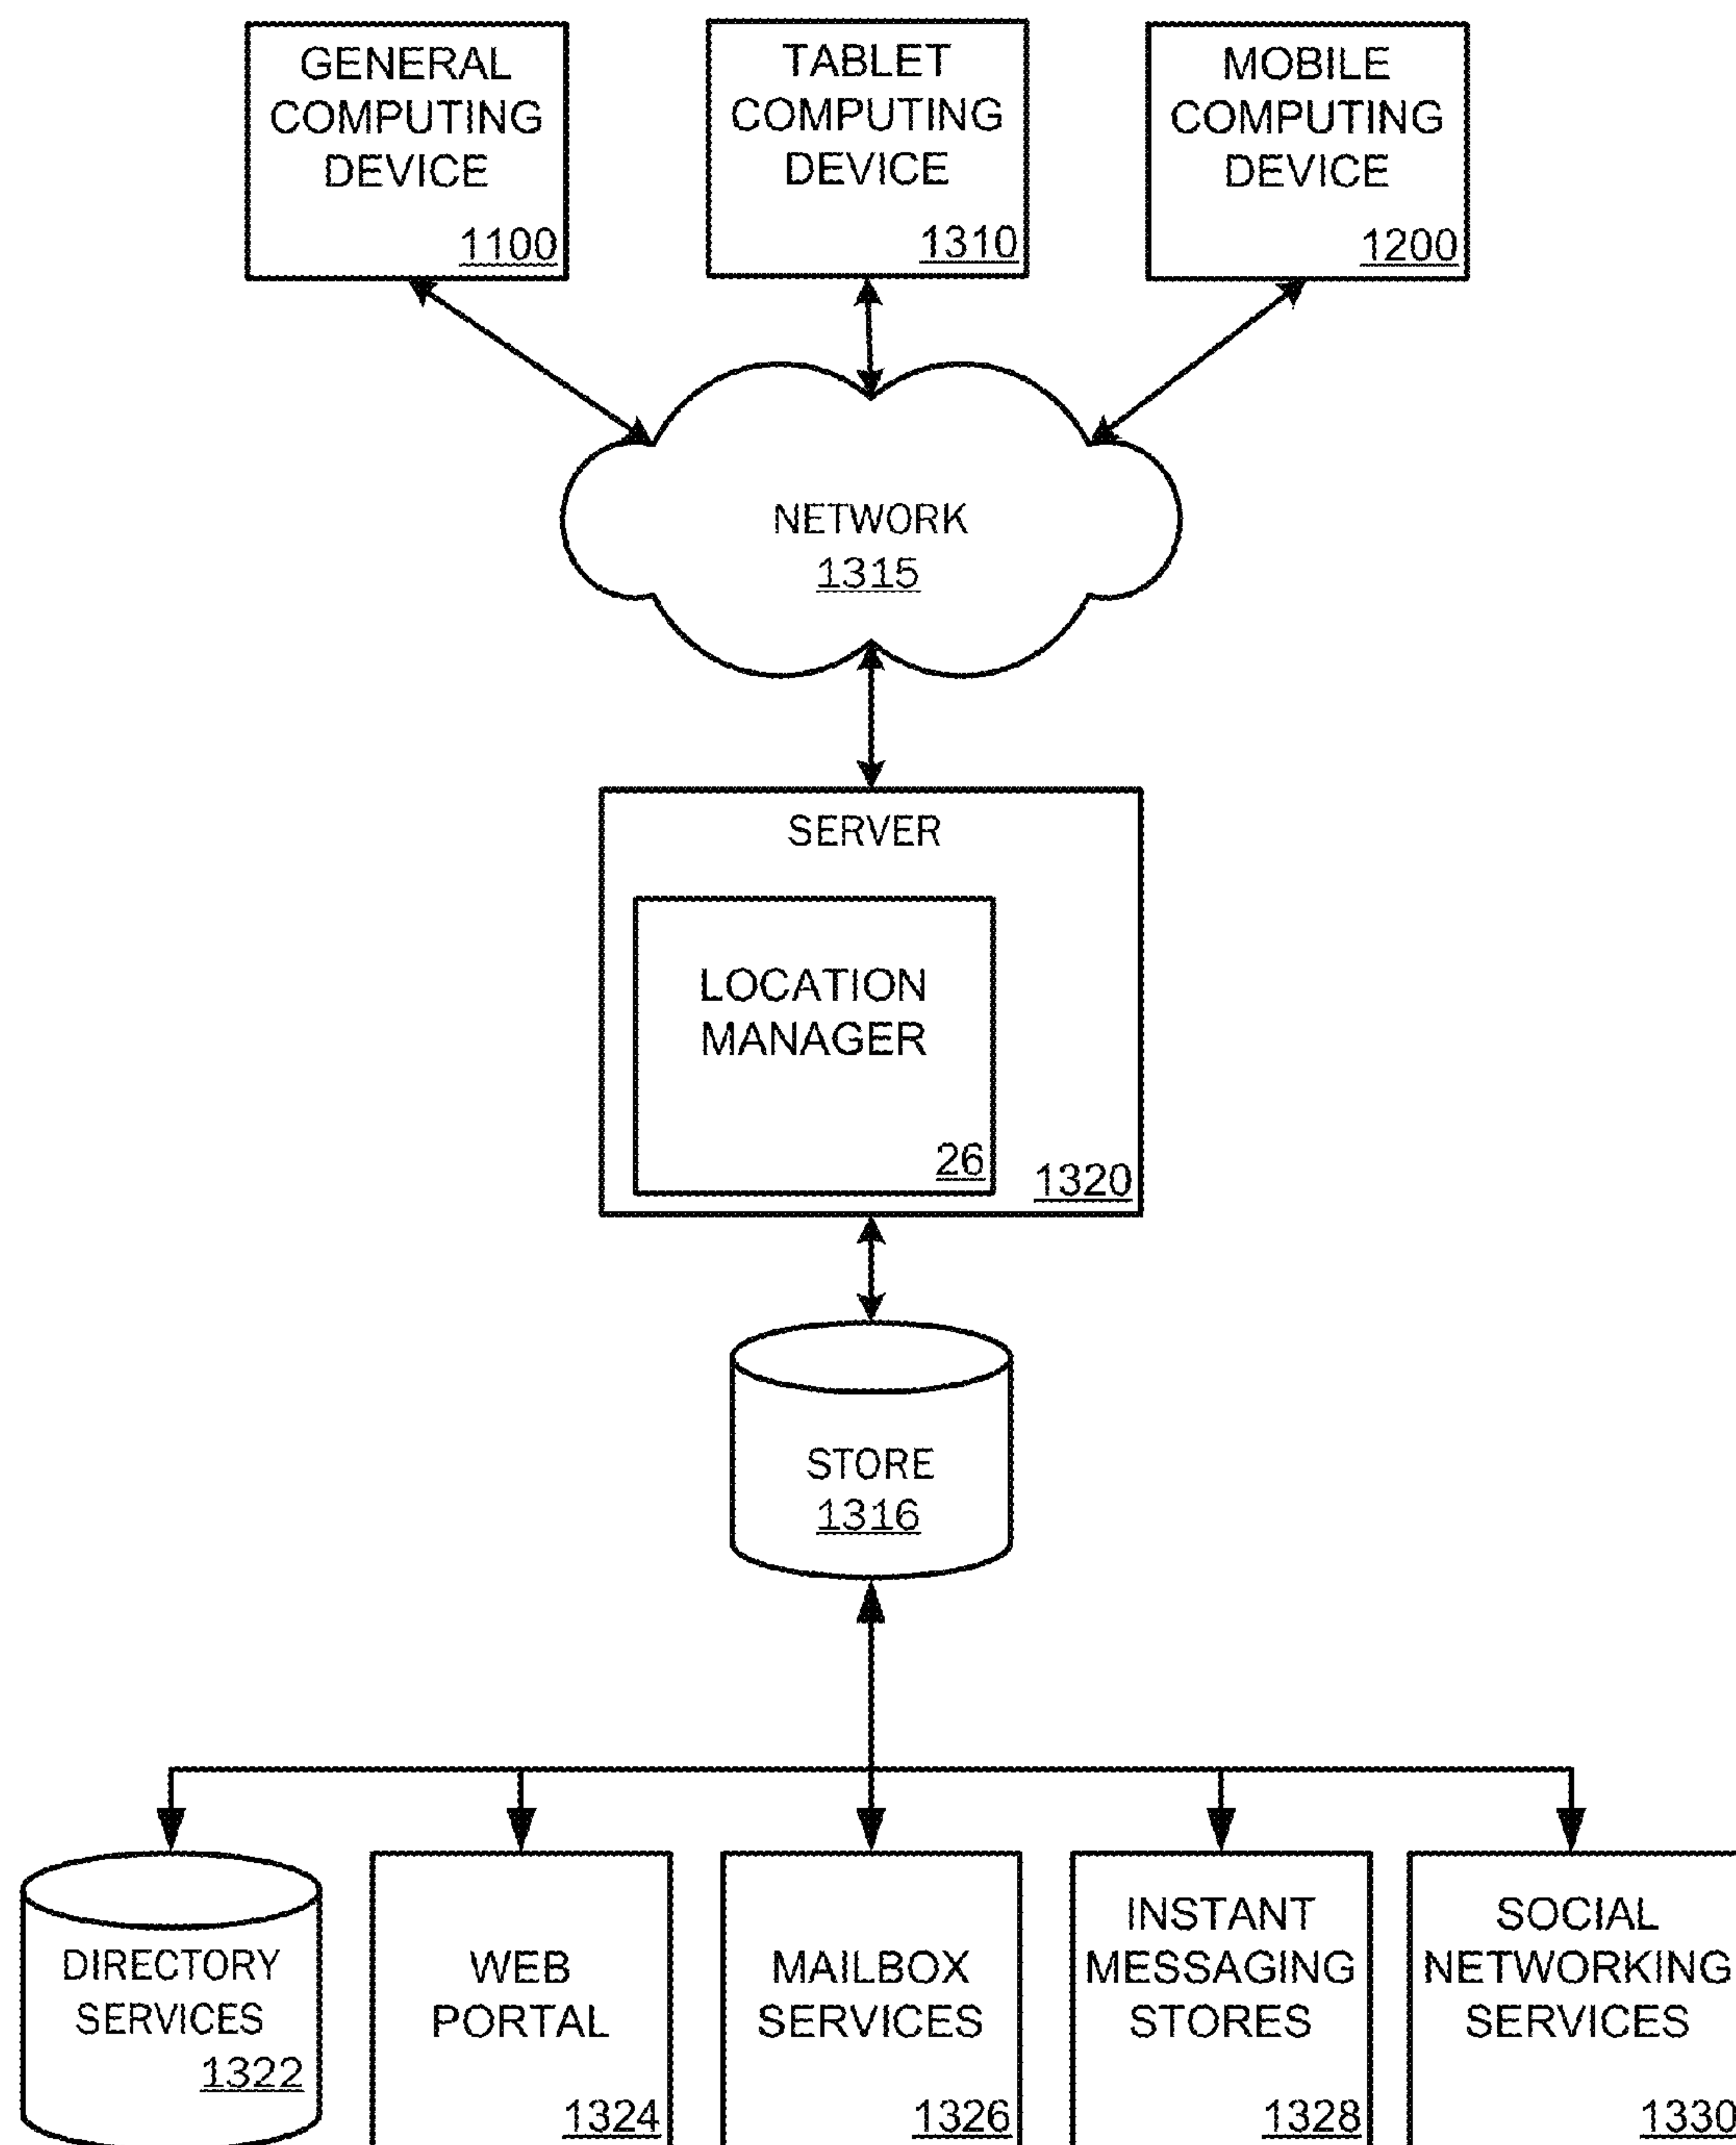 GENERAL
COMPUTING
DEVICE
1100
TABLET
COMPUTING
DEVICE
1310
MOBILE
COMPUTING
DEVICE
1200
NETWORK
1315
SERVER
LOCATION
MANAGER
26
1320
STORE
1316
DIRECTORY
SERVICES
1322
WEB
PORTAL
1324
MAILBOX
SERVICES
1326
INSTANT
MESSAGING
STORES
1328
SOCIAL
NETWORKING
SERVICES
1330